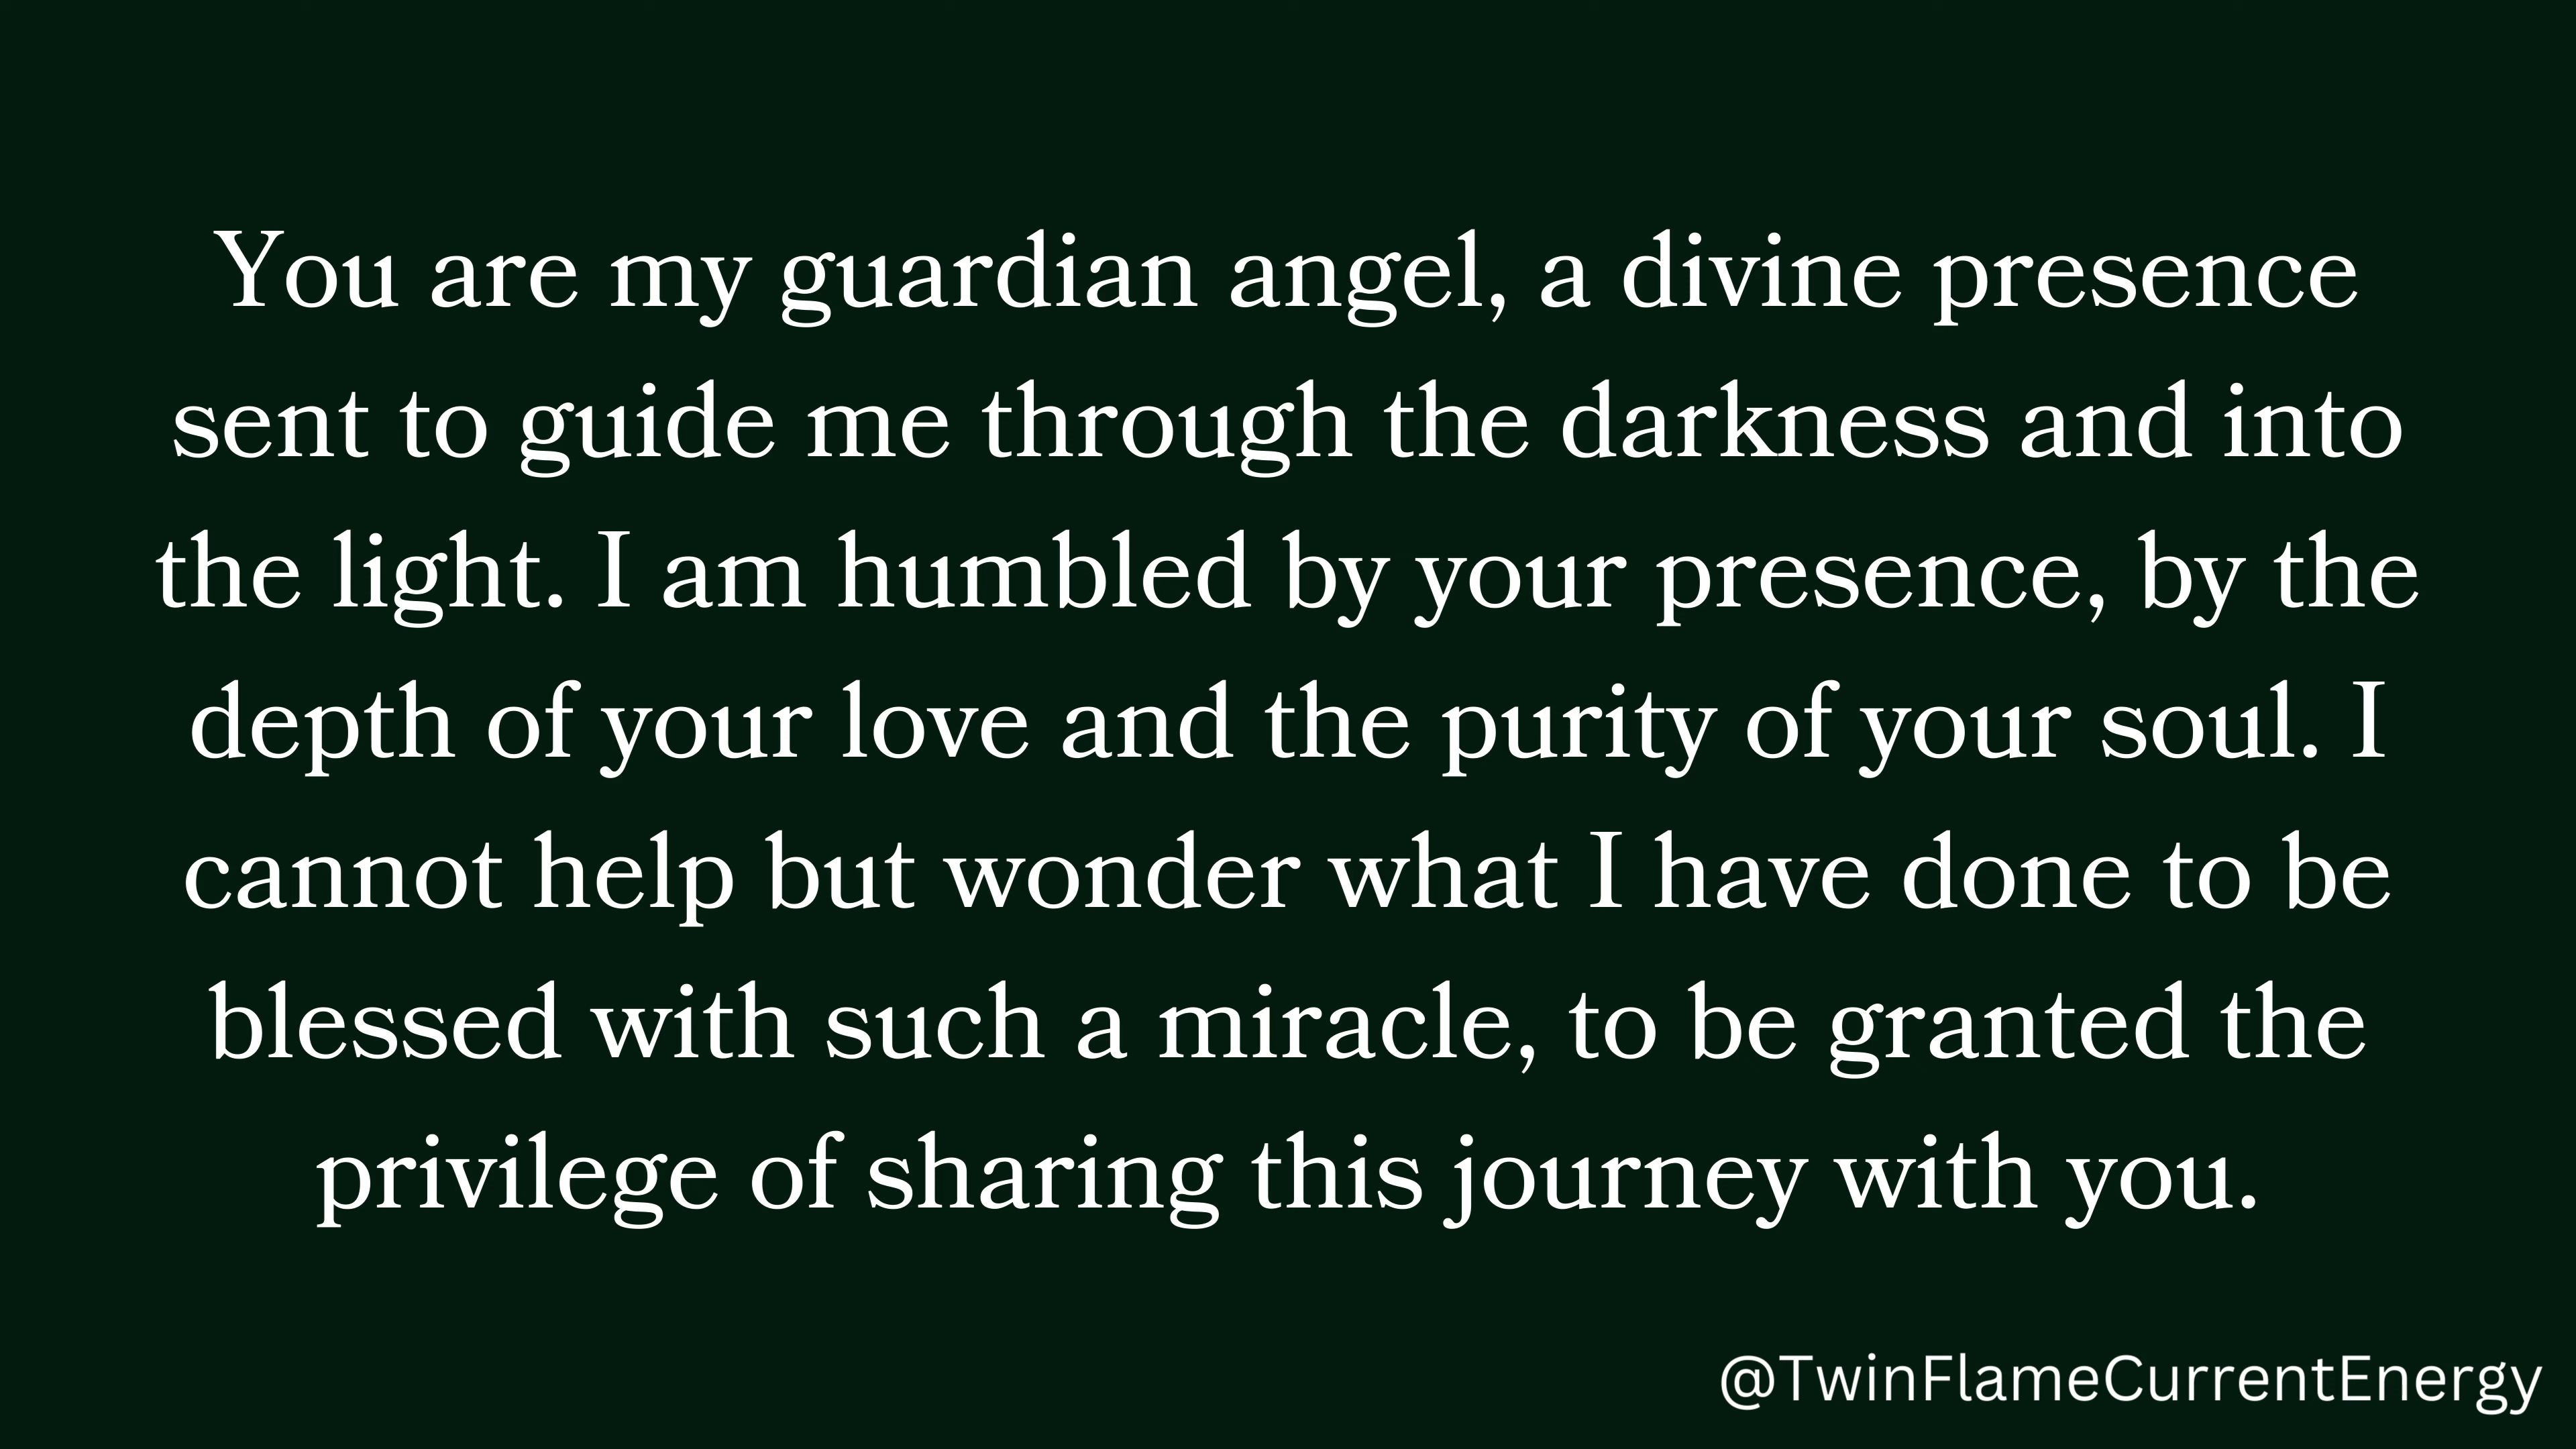 You are my guardian angel, a divine presence
sent to guide me through the darkness and into
the light. I am humbled by your presence, by the
depth of your love and the purity of your soul. I
cannot help but wonder what I have done to be
blessed with such a miracle, to be granted the
privilege of sharing this journey with you.
@TwinFlameCurrentEnergy